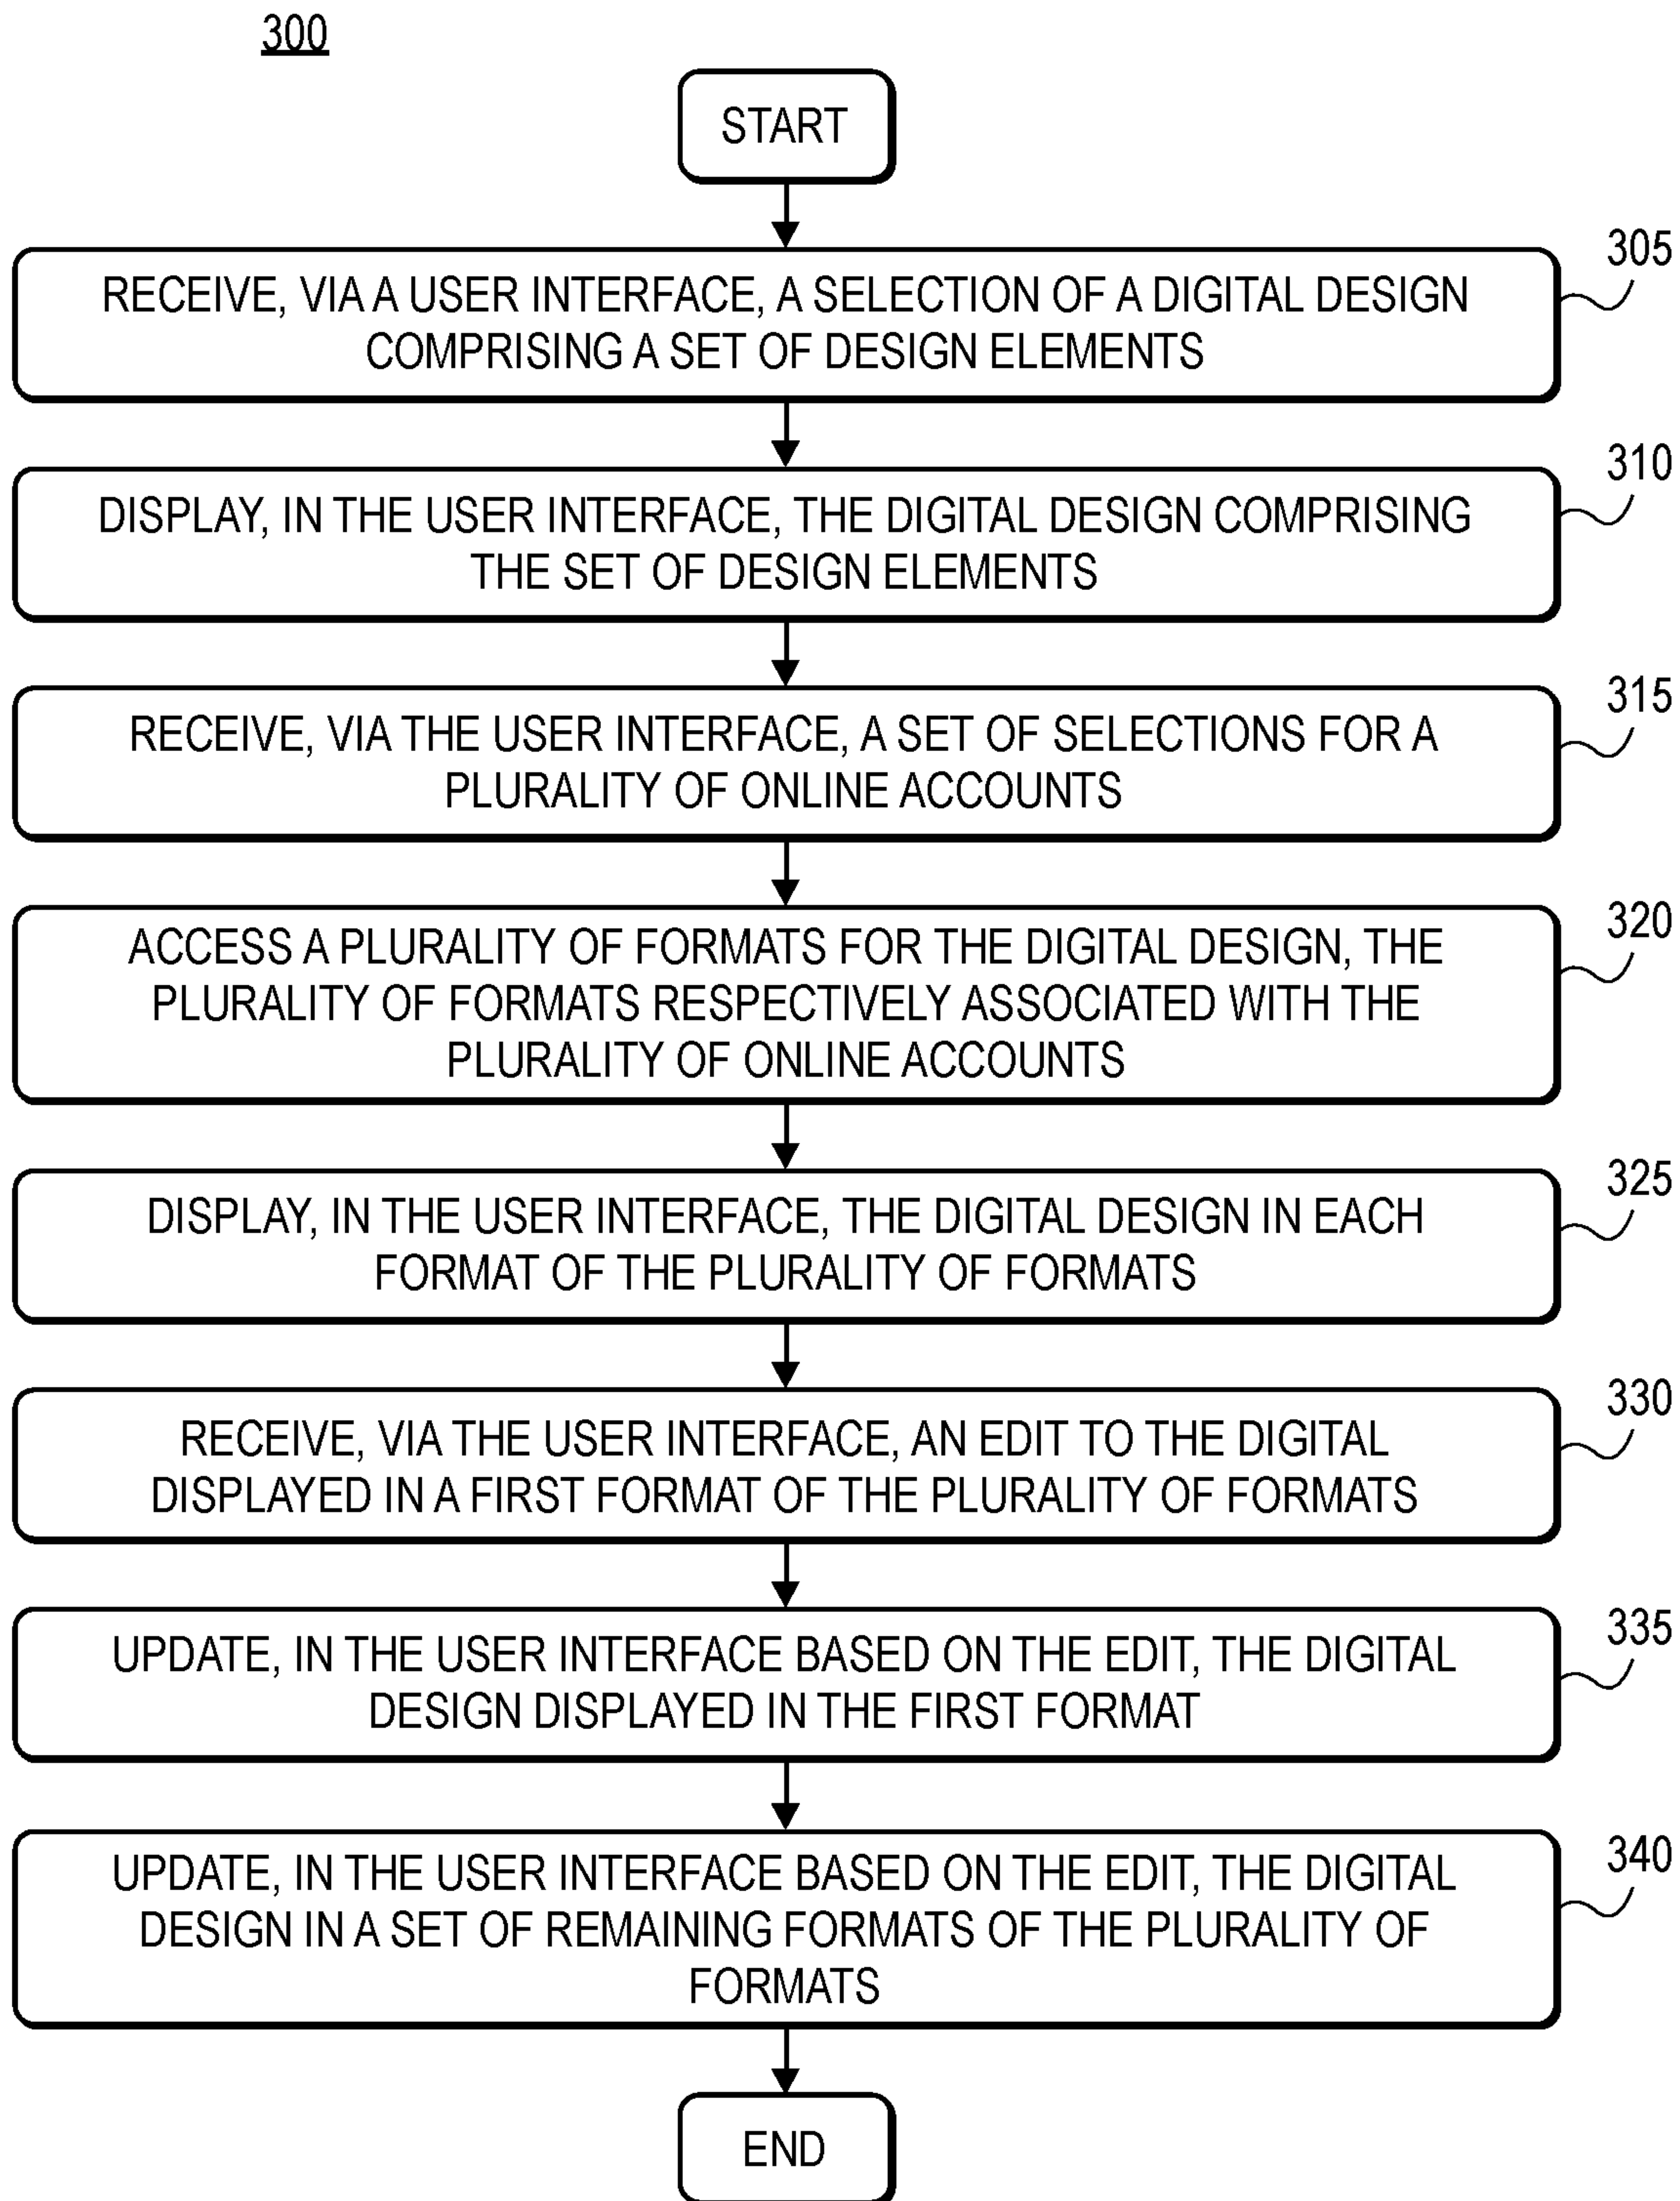 300
START
305
RECEIVE, VIA A USER INTERFACE, A SELECTION OF A DIGITAL DESIGN
COMPRISING A SET OF DESIGN ELEMENTS
310
DISPLAY, IN THE USER INTERFACE, THE DIGITAL DESIGN COMPRISING
THE SET OF DESIGN ELEMENTS
315
RECEIVE, VIA THE USER INTERFACE, A SET OF SELECTIONS FOR A
PLURALITY OF ONLINE ACCOUNTS
320
ACCESS A PLURALITY OF FORMATS FOR THE DIGITAL DESIGN, THE
PLURALITY OF FORMATS RESPECTIVELY ASSOCIATED WITH THE
PLURALITY OF ONLINE ACCOUNTS
325
DISPLAY, IN THE USER INTERFACE, THE DIGITAL DESIGN IN EACH
FORMAT OF THE PLURALITY OF FORMATS
330
RECEIVE, VIA THE USER INTERFACE, AN EDIT TO THE DIGITAL
DISPLAYED IN A FIRST FORMAT OF THE PLURALITY OF FORMATS
335
UPDATE, IN THE USER INTERFACE BASED ON THE EDIT, THE DIGITAL
DESIGN DISPLAYED IN THE FIRST FORMAT
340
UPDATE, IN THE USER INTERFACE BASED ON THE EDIT, THE DIGITAL
DESIGN IN A SET OF REMAINING FORMATS OF THE PLURALITY OF
FORMATS
END